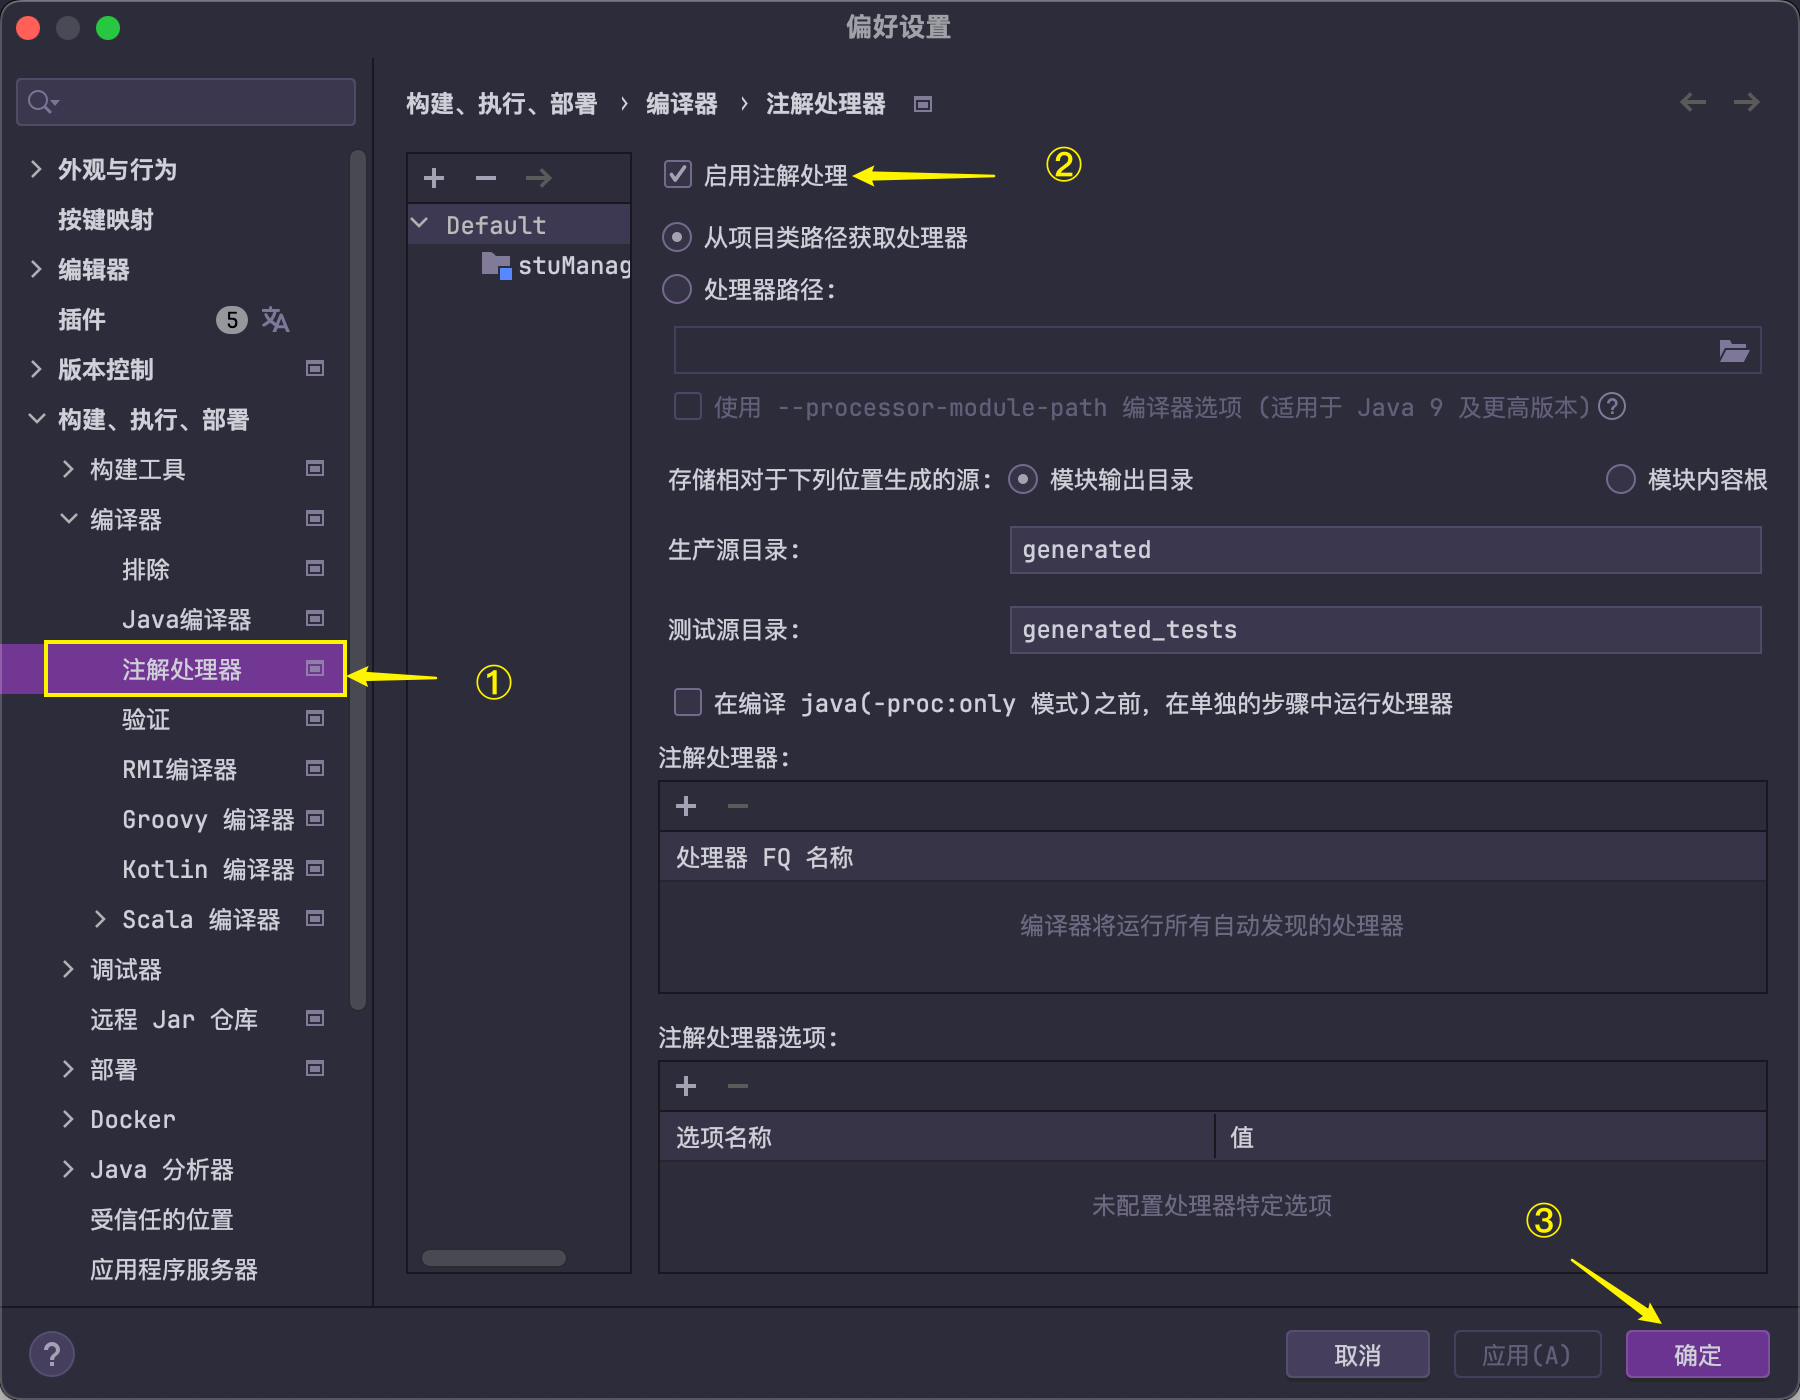 偏好设置
外观与行为
按键映射
编辑器
插件 5
版本控制
构建、执行、部署
构建工具
编译器
排除
Java编译器
注解处理器
①
验证
RMI编译器
Groovy 编译器
Kotlin 编译器
Scala 编译器
调试器
远程 Jar 仓库
部署
Docker
Java 分析器
受信任的位置
应用程序服务器
构建、执行、部署 › 编译器 › 注解处理器
Default
stuManag
启用注解处理
②
从项目类路径获取处理器
处理器路径:
使用 --processor-module-path 编译器选项 (适用于 Java 9 及更高版本) ?
存储相对于下列位置生成的源: 模块输出目录 模块内容根
生产源目录: generated
测试源目录: generated_tests
在编译 java(-proc:only 模式)之前，在单独的步骤中运行处理器
注解处理器:
处理器 FQ 名称
编译器将运行所有自动发现的处理器
注解处理器选项:
选项名称 值
未配置处理器特定选项
③
? 取消 应用(A) 确定